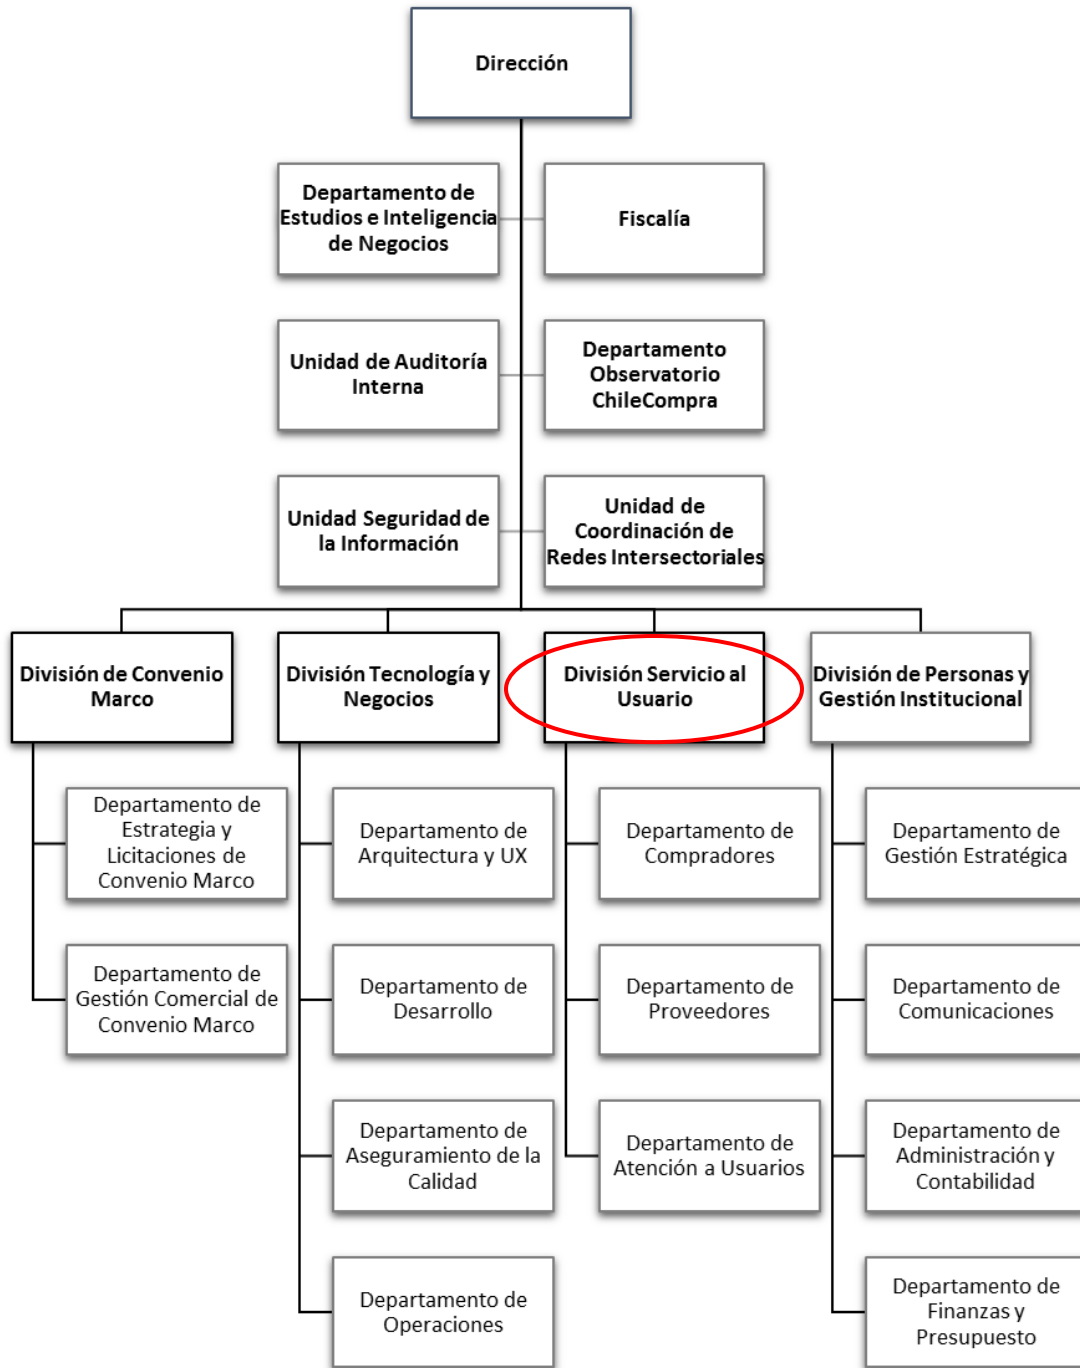 Dirección
Departamento de
Estudios e Inteligencia
de Negocios
Fiscalía
Unidad de Auditoría
Interna
Departamento
Observatorio
ChileCompra
Unidad Seguridad de
la Información
Unidad de
Coordinación de
Redes Intersectoriales
División de Convenio
Marco
División Tecnología y
Negocios
División Servicio al
Usuario
División de Personas y
Gestión Institucional
Departamento de
Estrategia y
Licitaciones de
Convenio Marco
Departamento de
Gestión Comercial de
Convenio Marco
Departamento de
Arquitectura y UX
Departamento de
Desarrollo
Departamento de
Aseguramiento de la
Calidad
Departamento de
Operaciones
Departamento de
Compradores
Departamento de
Proveedores
Departamento de
Atención a Usuarios
Departamento de
Gestión Estratégica
Departamento de
Comunicaciones
Departamento de
Administración y
Contabilidad
Departamento de
Finanzas y
Presupuesto